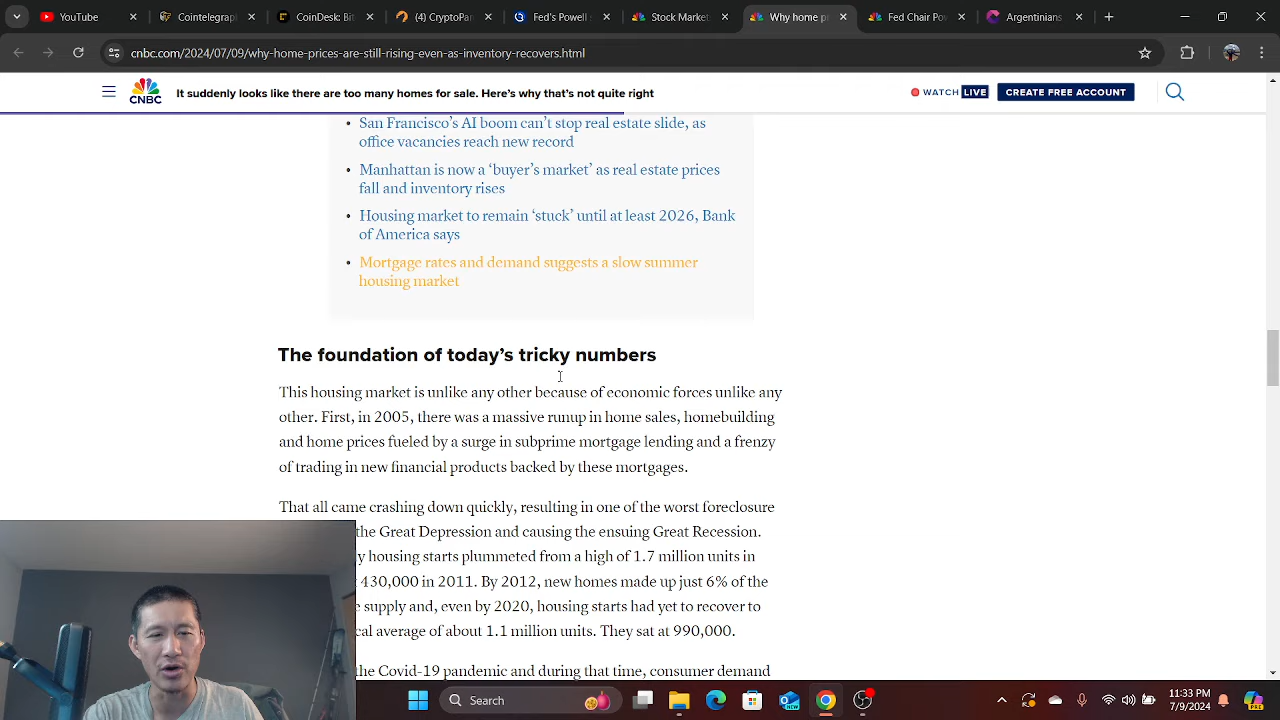 YouTube
Cointelegrap
CoinDesk Bit
(4) CryptoPan
Fed's Powell s
Stock Market
Why home pr
Fed Chair Pow
Argentinians
cnbc.com/2024/07/09/why-home-prices-are-still-rising-even-as-inventory-recovers.html
CNBC
It suddenly looks like there are too many homes for sale. Here's why that's not quite right
WATCH LIVE
CREATE FREE ACCOUNT
• San Francisco's AI boom can't stop real estate slide, as
office vacancies reach new record
• Manhattan is now a 'buyer's market' as real estate prices
fall and inventory rises
• Housing market to remain 'stuck' until at least 2026, Bank
of America says
• Mortgage rates and demand suggests a slow summer
housing market
The foundation of today's tricky numbers
This housing market is unlike any other because of economic forces unlike any
other. First, in 2005, there was a massive runup in home sales, homebuilding
and home prices fueled by a surge in subprime mortgage lending and a frenzy
of trading in new financial products backed by these mortgages.
That all came crashing down quickly, resulting in one of the worst foreclosure
the Great Depression and causing the ensuing Great Recession.
y housing starts plummeted from a high of 1.7 million units in
430,000 in 2011. By 2012, new homes made up just 6% of the
e supply and, even by 2020, housing starts had yet to recover to
cal average of about 1.1 million units. They sat at 990,000.
the Covid-19 pandemic and during that time, consumer demand
Search
NEW
11:33 PM
7/9/2024
PRE